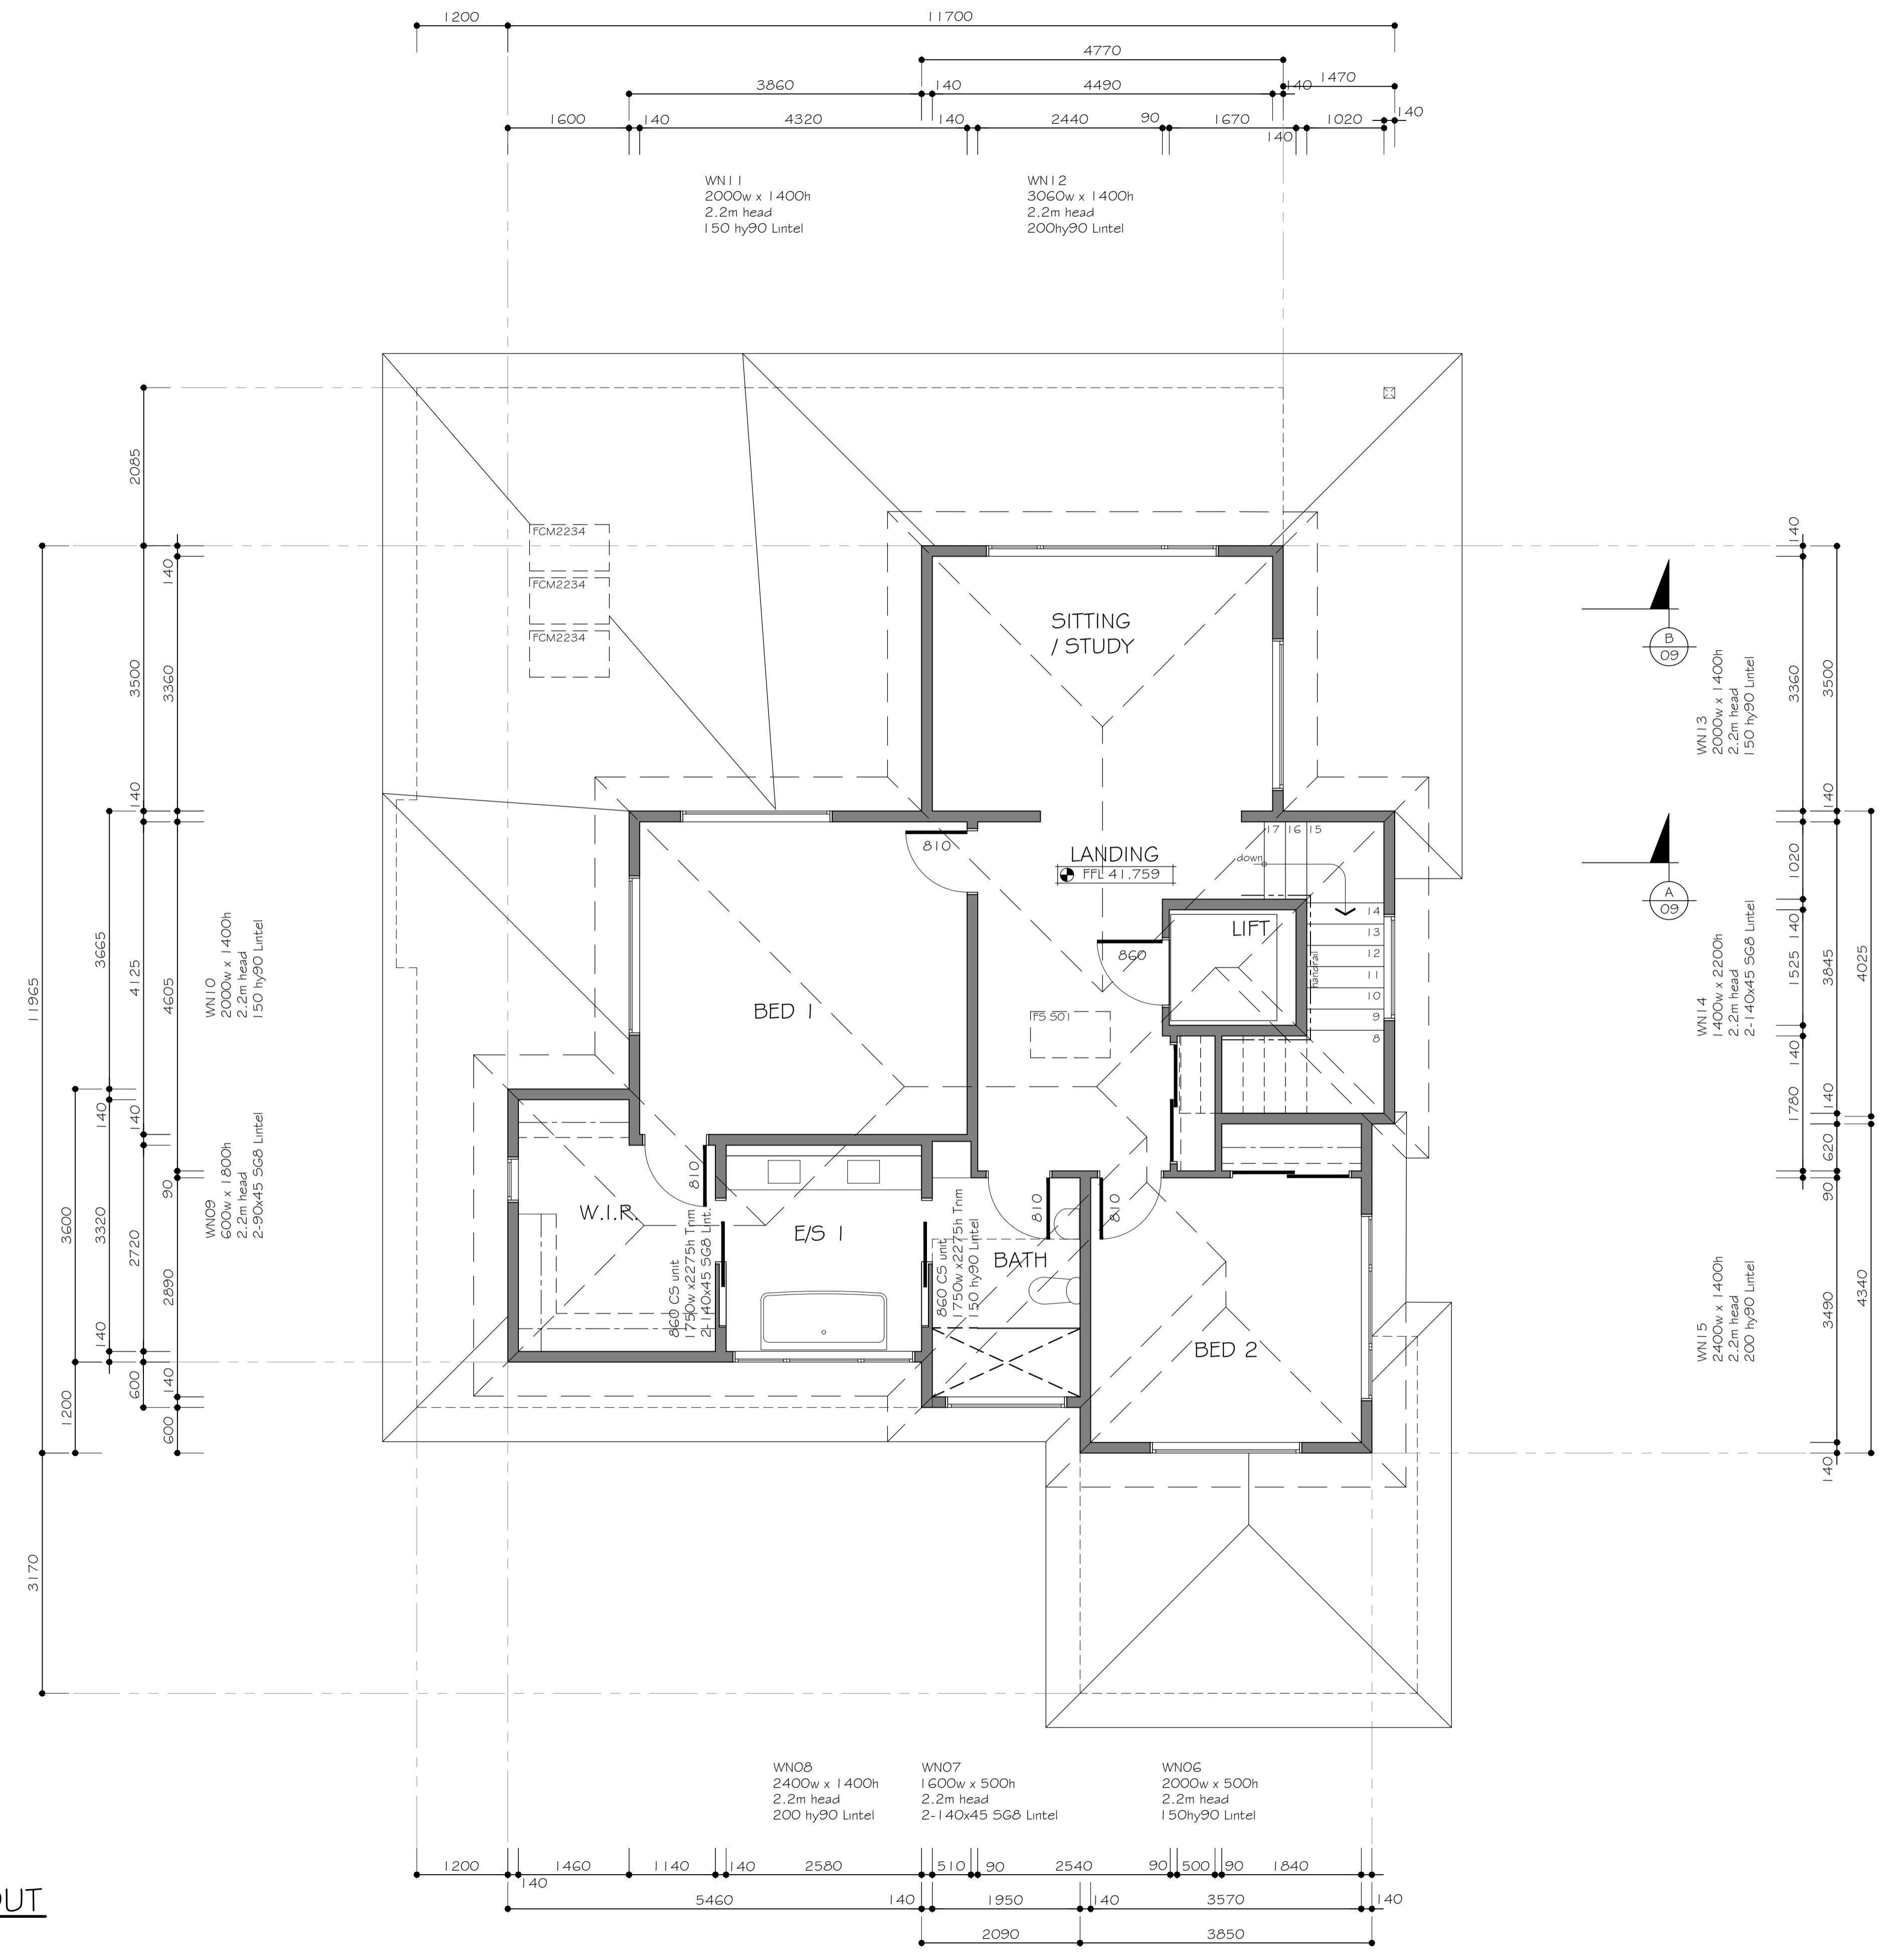 1200
11700
4770
1470
3860
140
4490
140
140
1600
140
4320
140
2440
90
1670
140
1020
WN11
2000w x 1400h
2.2m head
150 hy90 Lintel
WN12
3060w x 1400h
2.2m head
200hy90 Lintel
11965
3170
3600
1200
3665
140
3320
140
2085
3500
140
4125
140
2720
600
140
3360
4605
90
2890
140
600
WN10
2000w x 1400h
2.2m head
150 hy90 Lintel
WN09
600w x 1800h
2.2m head
2-90x45 SG8 Lintel
FCM2234
FCM2234
FCM2234
SITTING
/ STUDY
810
LANDING
FFL 41.759
down
17
16
15
14
13
12
11
10
9
8
handrail
LIFT
860
BED 1
FS S01
W.I.R.
810
860 CS unit
1750w x2275h Trim
2-140x45 SG8 Lint.
E/S 1
860 CS unit
1750w x2275h Trim
150 hy90 Lintel
BATH
810
810
BED 2
B
09
A
09
WN13
2000w x 1400h
2.2m head
150 hy90 Lintel
WN14
1400w x 2200h
2.2m head
2-140x45 SG8 Lintel
WN15
2400w x 1400h
2.2m head
200 hy90 Lintel
140
3360
1020
140
1525
140
1780
3500
140
3845
140
620
90
3490
140
4025
4340
WN08
2400w x 1400h
2.2m head
200 hy90 Lintel
WN07
1600w x 500h
2.2m head
2-140x45 SG8 Lintel
WN06
2000w x 500h
2.2m head
150hy90 Lintel
1200
140
1460
1140
140
2580
510
90
2540
90
500
90
1840
5460
140
1950
140
3570
140
2090
3850
OUT